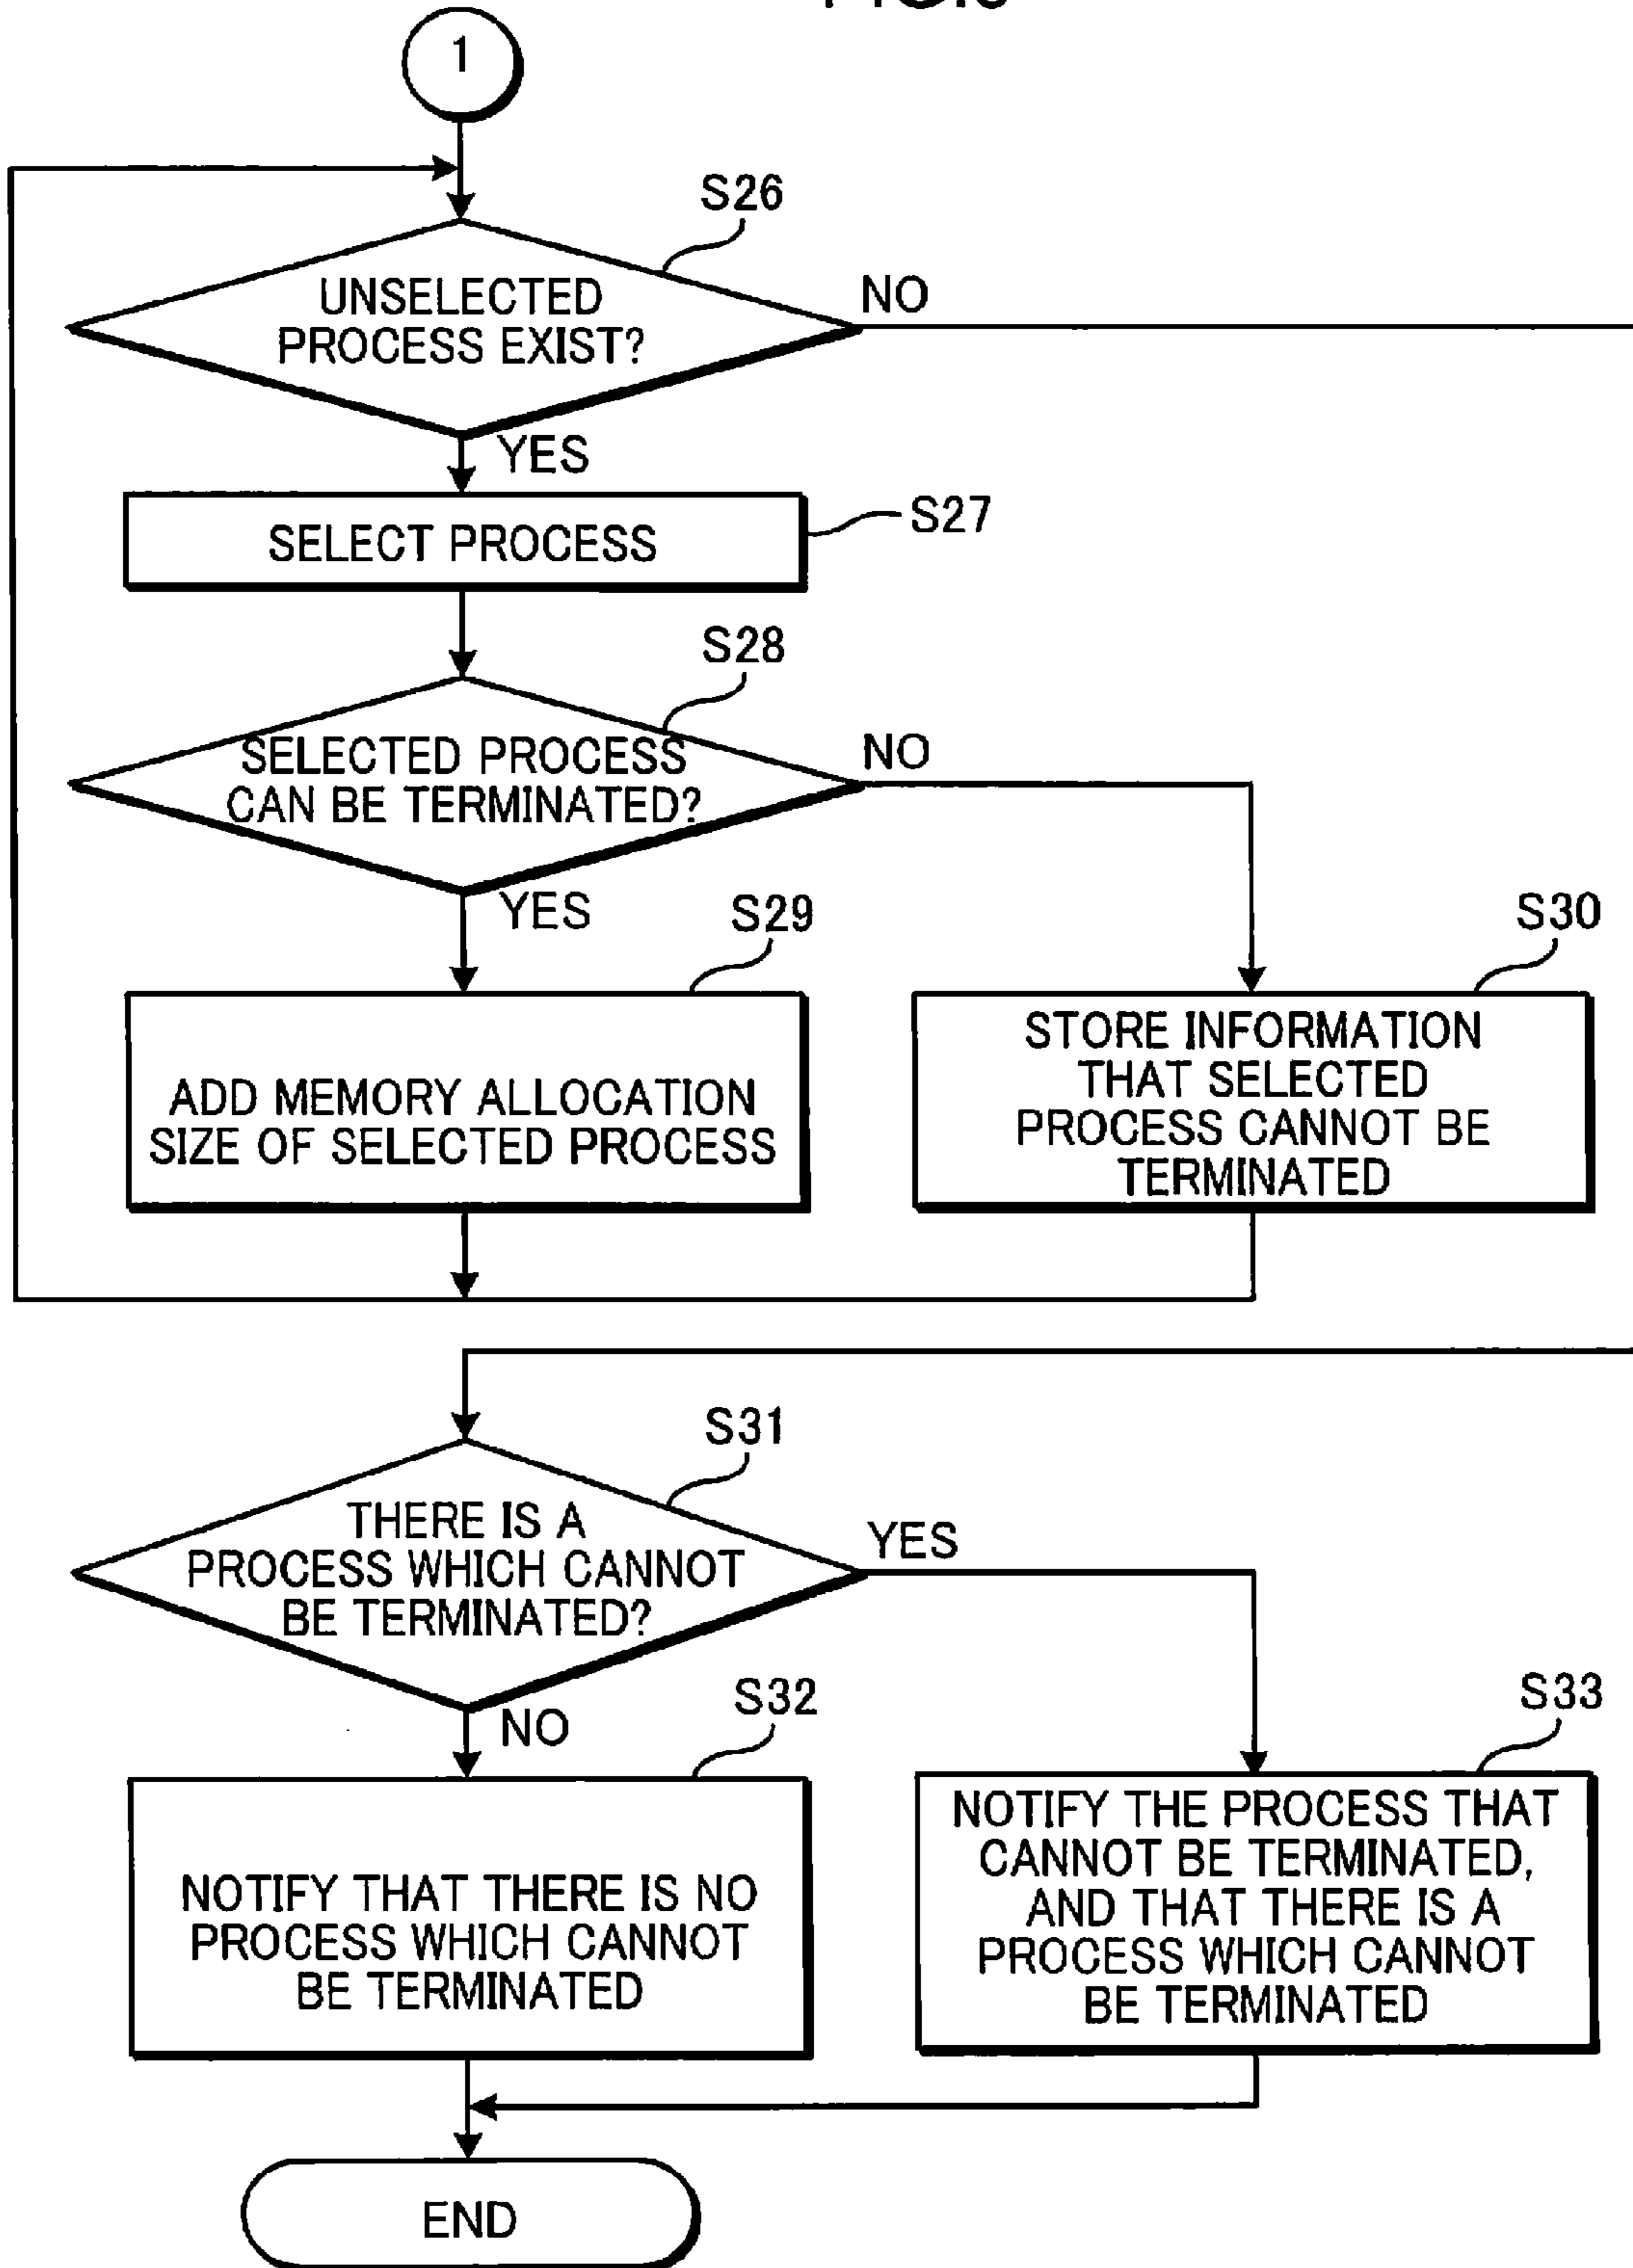 1
S26
UNSELECTED
PROCESS EXIST?
NO
YES
SELECT PROCESS
S27
S28
SELECTED PROCESS
CAN BE TERMINATED?
NO
YES
S29
S30
ADD MEMORY ALLOCATION
SIZE OF SELECTED PROCESS
STORE INFORMATION
THAT SELECTED
PROCESS CANNOT BE
TERMINATED
S31
THERE IS A
PROCESS WHICH CANNOT
BE TERMINATED?
YES
NO
S32
S33
NOTIFY THAT THERE IS NO
PROCESS WHICH CANNOT
BE TERMINATED
NOTIFY THE PROCESS THAT
CANNOT BE TERMINATED,
AND THAT THERE IS A
PROCESS WHICH CANNOT
BE TERMINATED
END